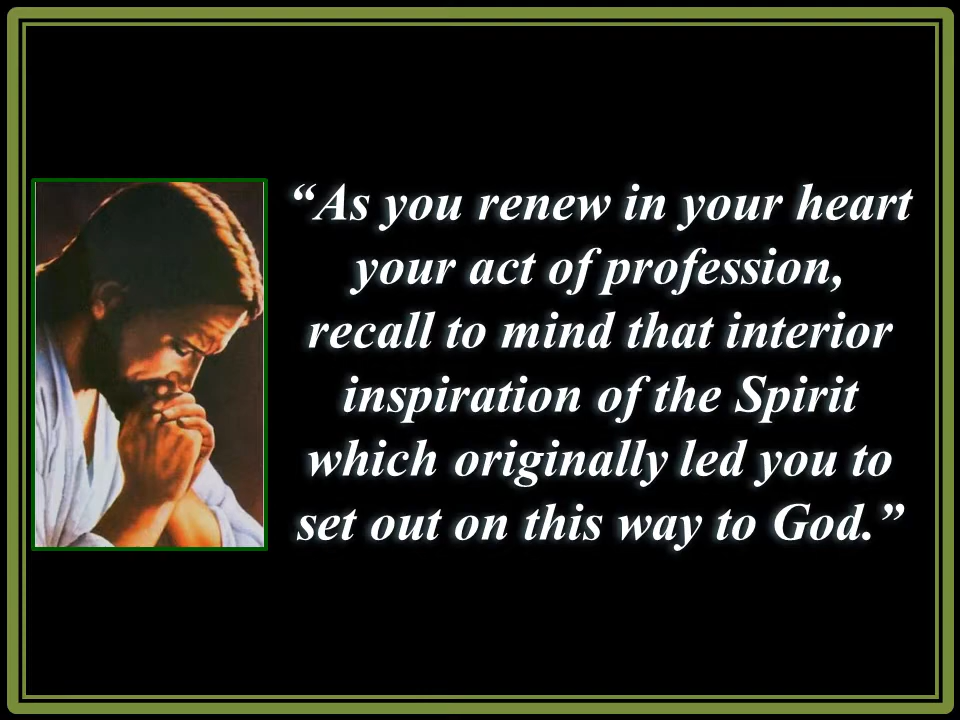 “As you renew in your heart
your act of profession,
recall to mind that interior
inspiration of the Spirit
which originally led you to
set out on this way to God.”